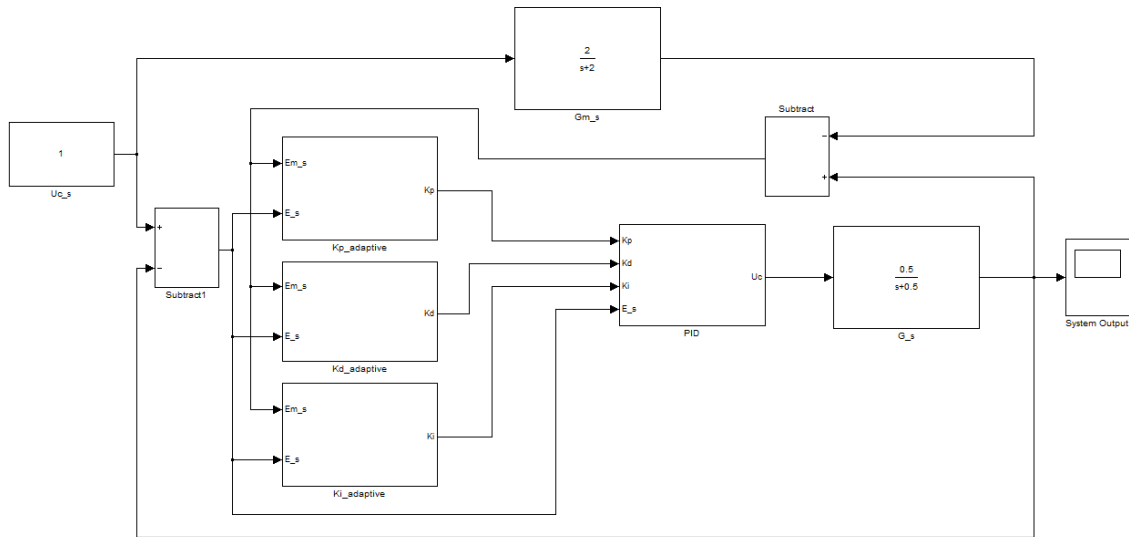 2
s+2
Gm_s
Subtract
−
+
1
Uc_s
+
−
Subtract1
Em_s
E_s
Kp
Kp_adaptive
Em_s
E_s
Kd
Kd_adaptive
Em_s
E_s
Ki
Ki_adaptive
Kp
Kd
Ki
E_s
Uc
PID
0.5
s+0.5
G_s
System Output